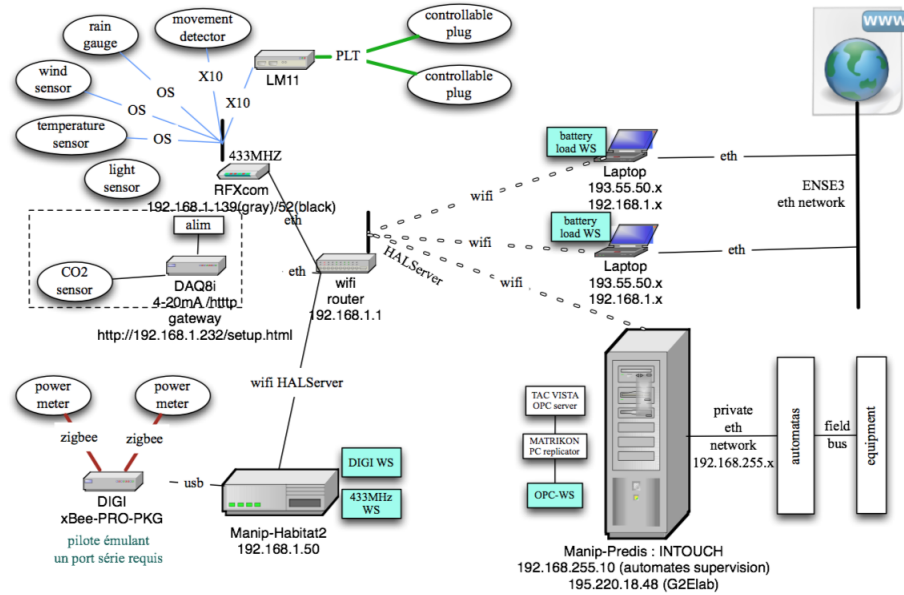 rain
gauge
movement
detector
controllable
plug
www
wind
sensor
X10
LM11
PLT
OS
X10
controllable
plug
OS
temperature
sensor
OS
433MHZ
battery
load WS
eth
light
sensor
RFXcom
192.168.1.139(gray)/52(black)
eth
Laptop
193.55.50.x
192.168.1.x
wifi
ENSE3
eth network
alim
battery
load WS
wifi
eth
CO2
sensor
DAQ8i
4-20mA /htttp
gateway
http://192.168.1.232/setup.html
eth
wifi
router
192.168.1.1
HALServer
wifi
Laptop
193.55.50.x
192.168.1.x
power
meter
power
meter
wifi HALServer
zigbee
zigbee
TAC VISTA
OPC server
MATRIKON
PC replicator
OPC-WS
private
eth
network
192.168.255.x
automatas
field
bus
equipment
DIGI
xBee-PRO-PKG
pilote émulant
un port série requis
usb
DIGI WS
433MHz
WS
Manip-Habitat2
192.168.1.50
Manip-Predis : INTOUCH
192.168.255.10 (automates supervision)
195.220.18.48 (G2Elab)